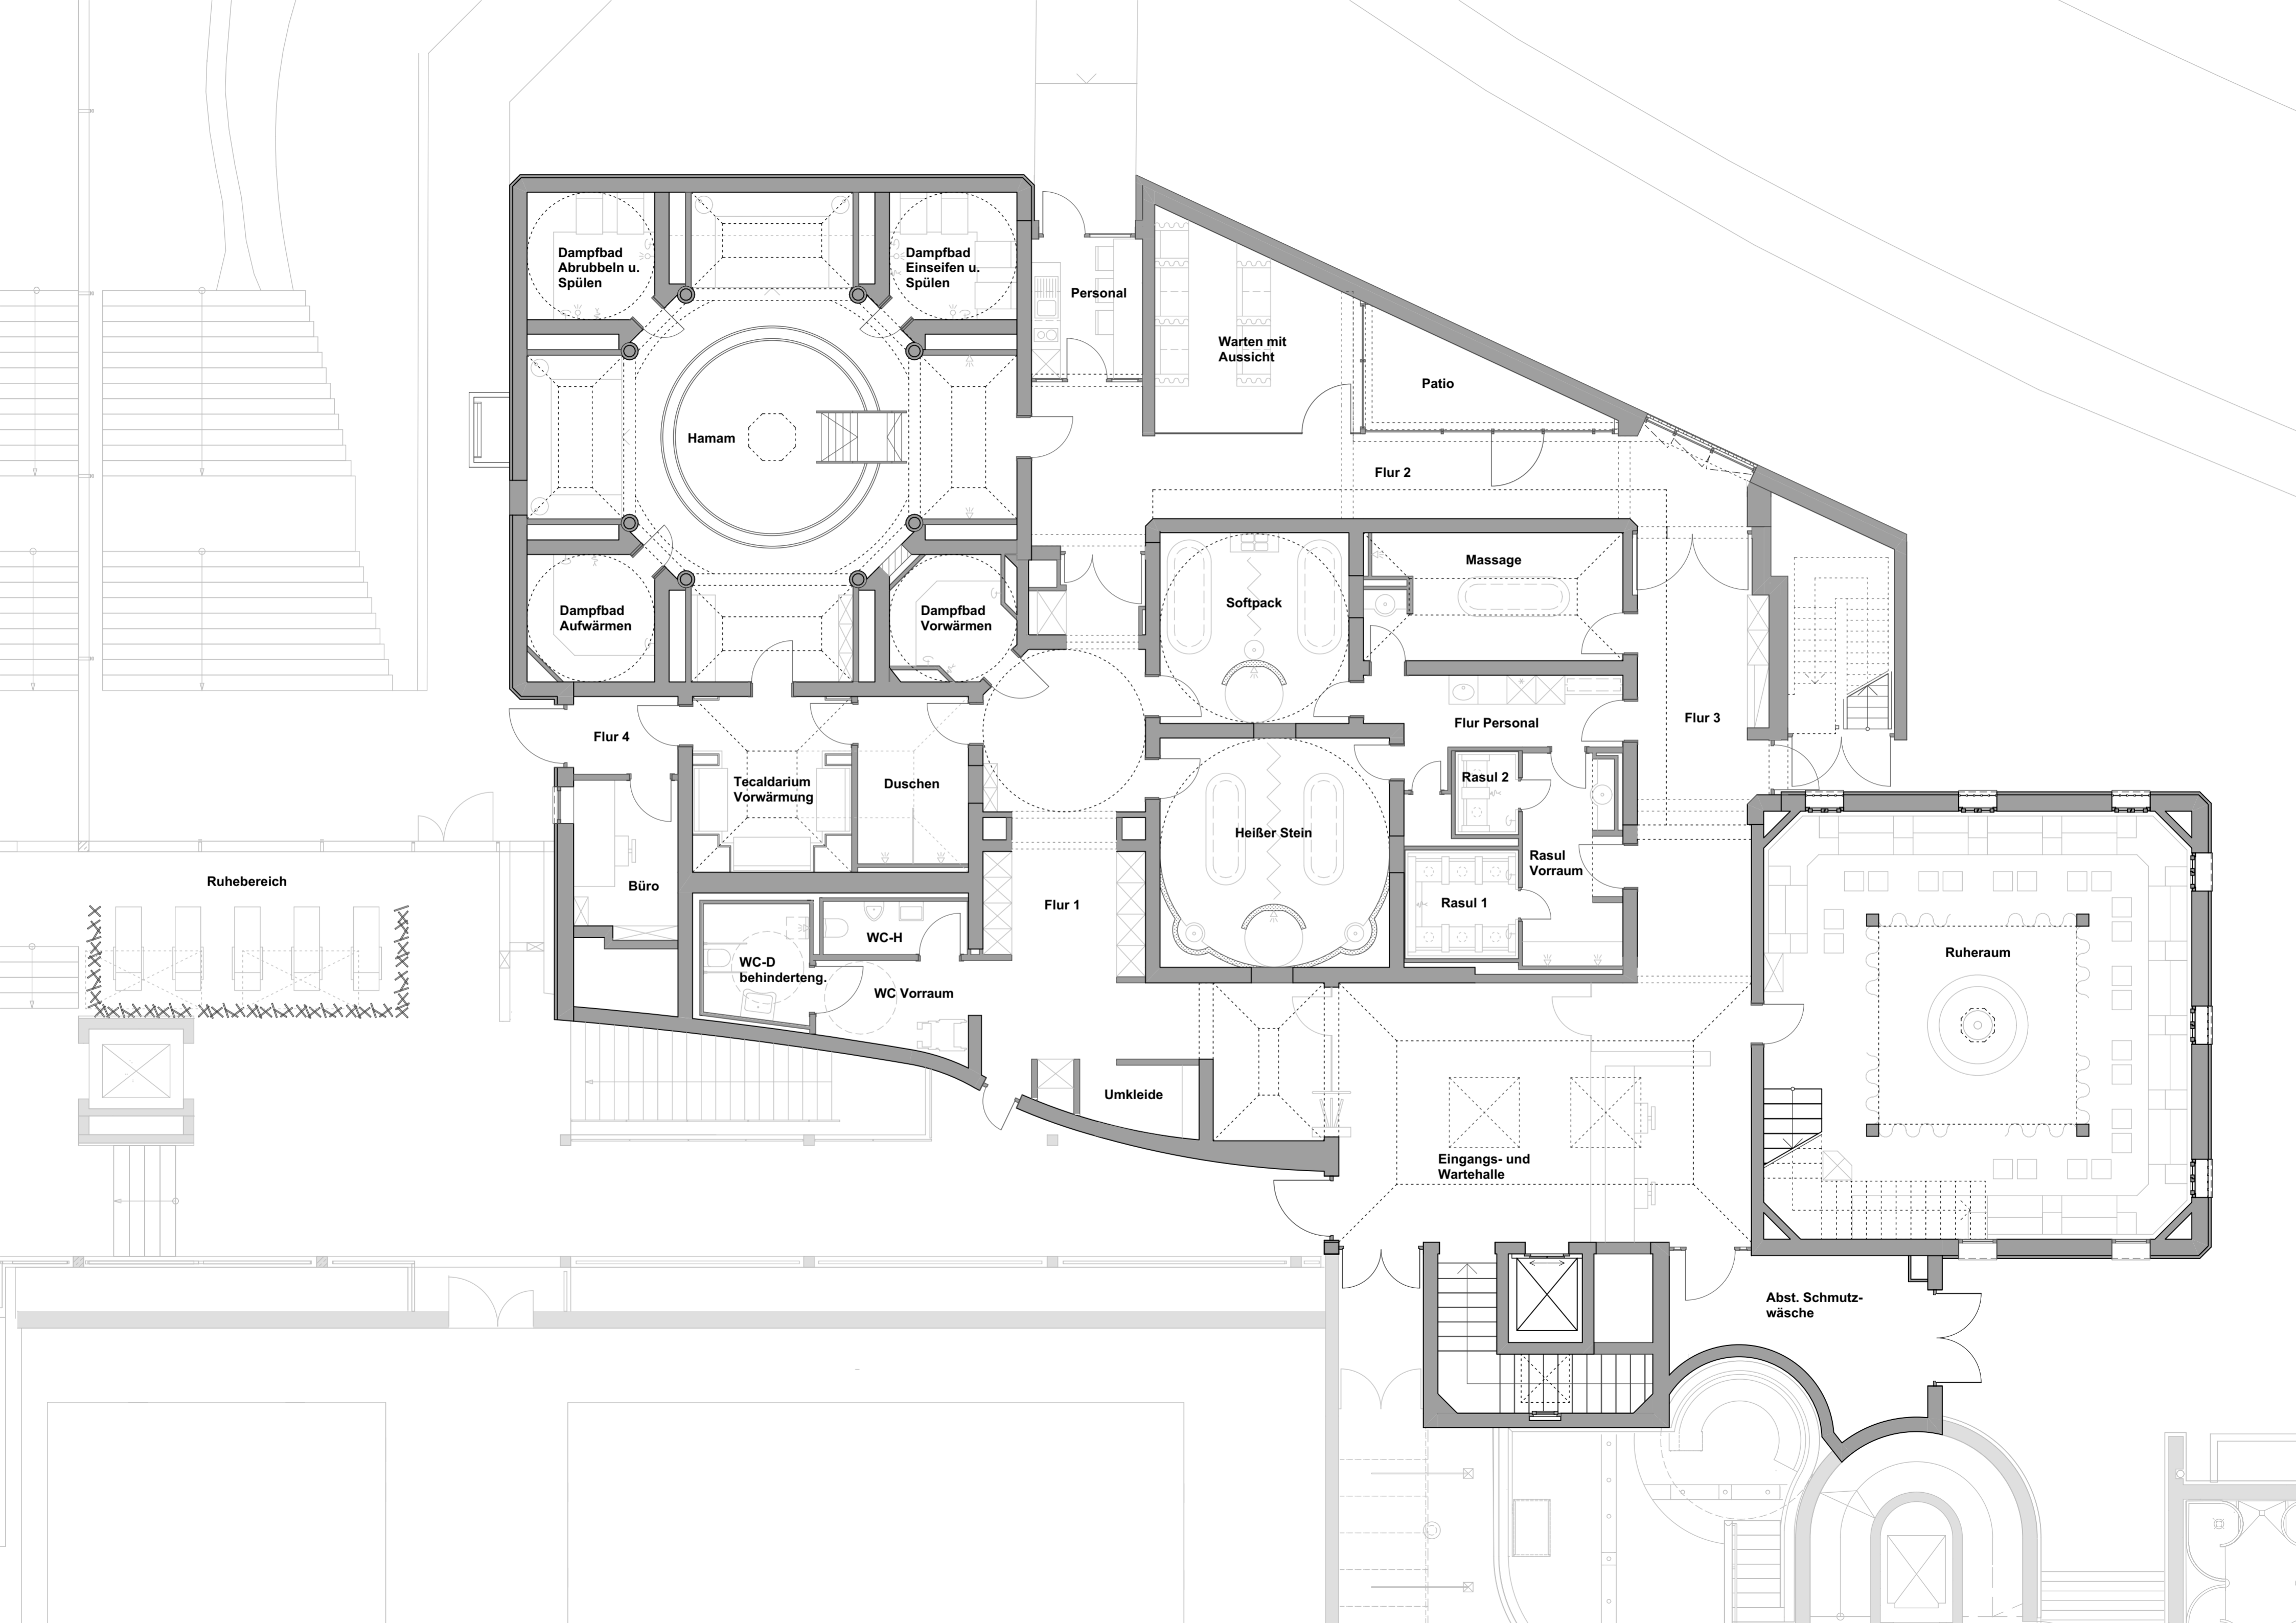 Dampfbad
Abrubbeln u.
Spülen
Dampfbad
Einseifen u.
Spülen
Personal
Warten mit
Aussicht
Patio
Hamam
Flur 2
Massage
Softpack
Dampfbad
Aufwärmen
Dampfbad
Vorwärmen
Flur Personal
Flur 3
Flur 4
Tecaldarium
Vorwärmung
Duschen
Rasul 2
Heißer Stein
Rasul
Vorraum
Ruhebereich
Büro
Flur 1
Rasul 1
WC-H
WC-D
behinderteng.
WC Vorraum
Ruheraum
Umkleide
Eingangs- und
Wartehalle
Abst. Schmutz-
wäsche